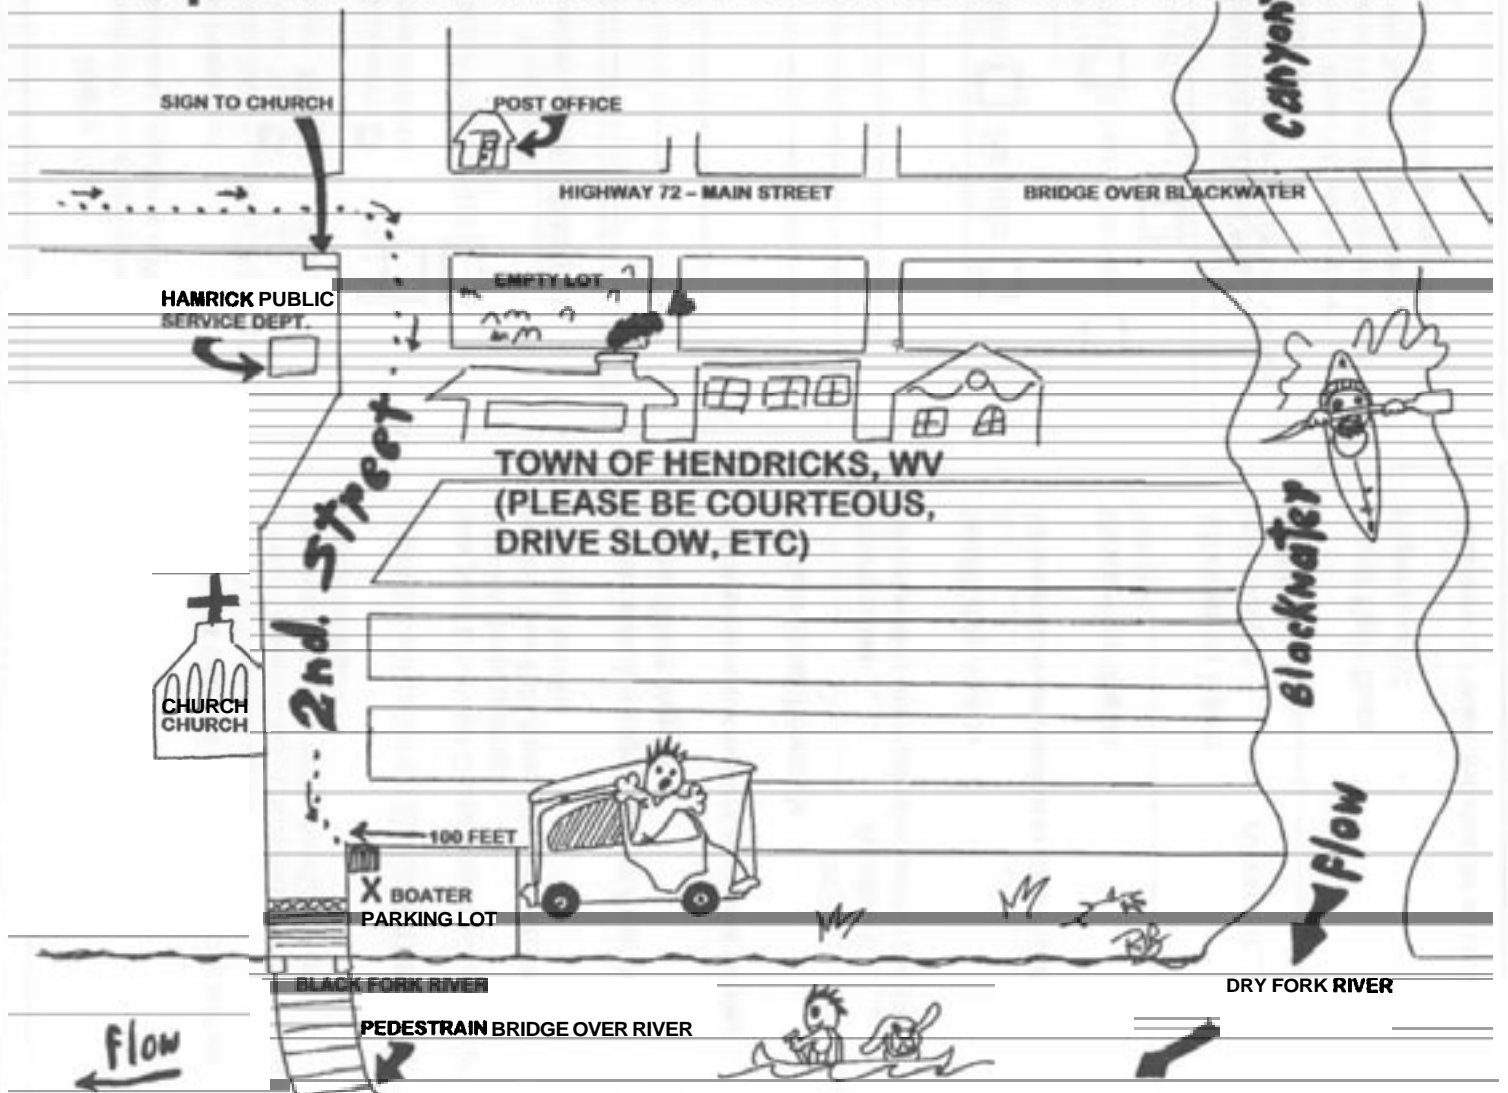 Canyon
SIGN TO CHURCH
POST OFFICE
HIGHWAY 72 – MAIN STREET
BRIDGE OVER BLACKWATER
EMPTY LOT
HAMRICK PUBLIC
SERVICE DEPT.
2nd. Street
TOWN OF HENDRICKS, WV
(PLEASE BE COURTEOUS,
DRIVE SLOW, ETC)
Blackwater
CHURCH
CHURCH
Flow
100 FEET
X BOATER
PARKING LOT
RB
BLACK FORK RIVER
DRY FORK RIVER
PEDESTRAIN BRIDGE OVER RIVER
Flow